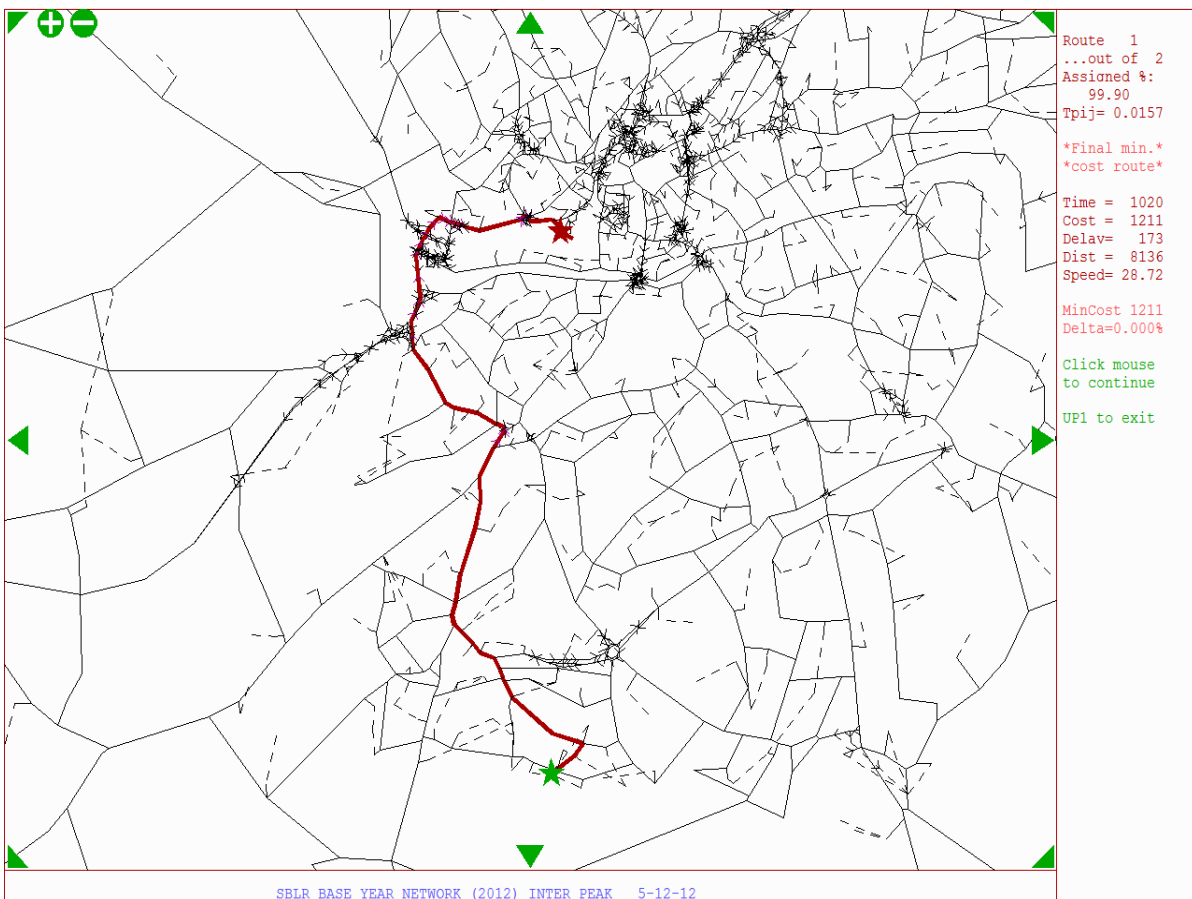 Route 1
...out of 2
Assigned %:
99.90
Tpij= 0.0157
*Final min.*
*cost route*
Time = 1020
Cost = 1211
Delay= 173
Dist = 8136
Speed= 28.72
MinCost 1211
Delta=0.000%
Click mouse
to continue
UP1 to exit
SBLR BASE YEAR NETWORK (2012) INTER PEAK 5-12-12